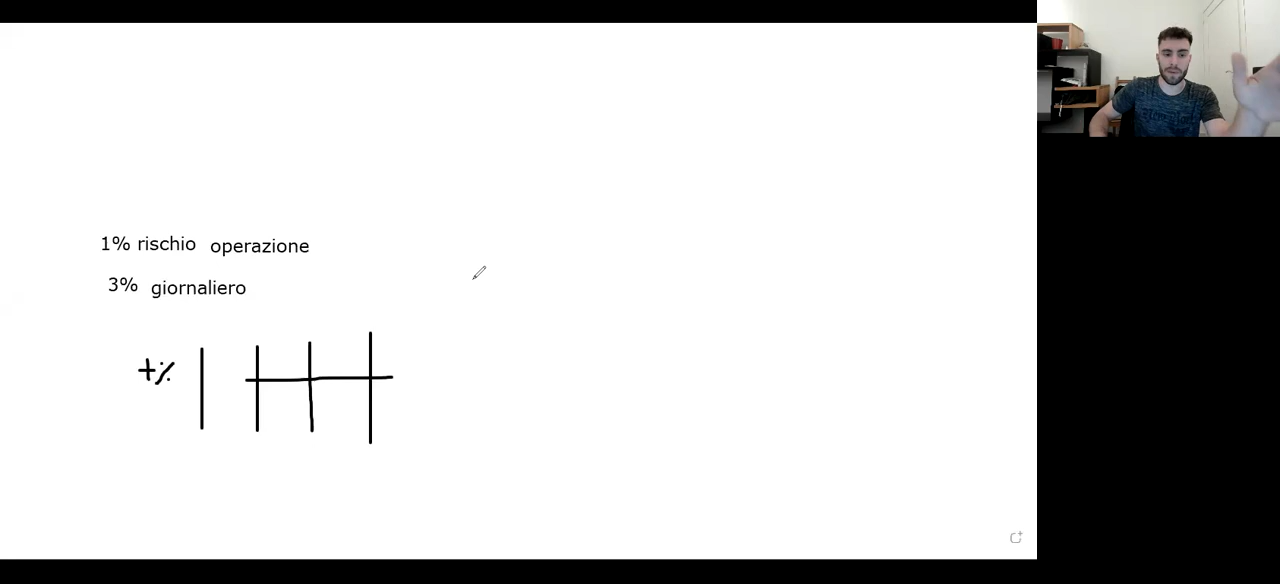 1% rischio operazione
3% giornaliero
+%